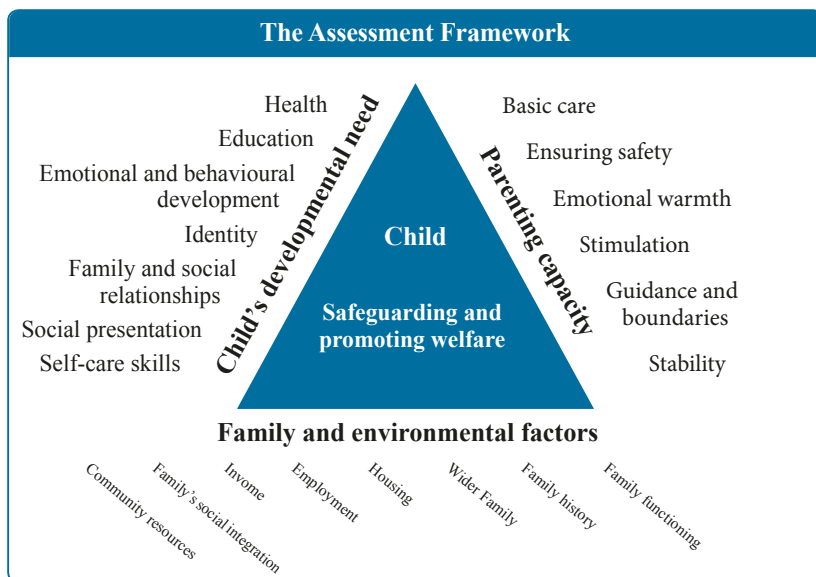 The Assessment Framework
Health
Education
Emotional and behavioural
development
Identity
Family and social
relationships
Social presentation
Self-care skills
Child's developmental need
Child
Safeguarding and
promoting welfare
Parenting capacity
Basic care
Ensuring safety
Emotional warmth
Stimulation
Guidance and
boundaries
Stability
Family and environmental factors
Community resources
Family's social integration
Invome
Employment
Housing
Wider Family
Family history
Family functioning